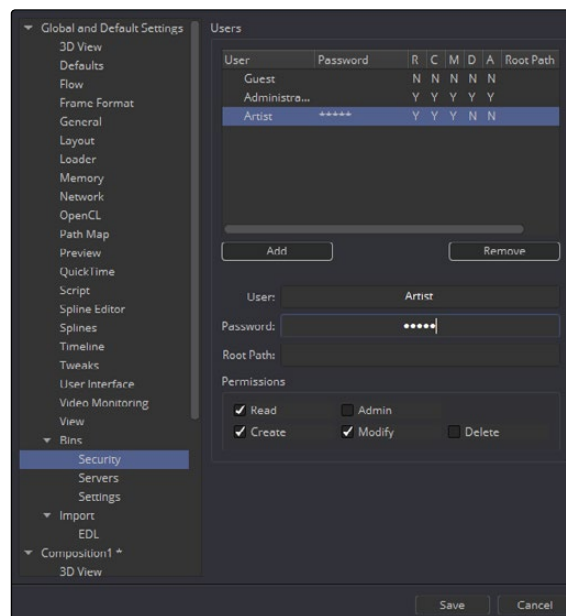 Global and Default Settings
3D View
Defaults
Flow
Frame Format
General
Layout
Loader
Memory
Network
OpenCL
Path Map
Preview
QuickTime
Script
Spline Editor
Splines
Timeline
Tweaks
User Interface
Video Monitoring
View
Bins
Security
Servers
Settings
Import
EDL
Composition1 *
3D View
Users
User Password R C M D A Root Path
Guest N N N N N
Administra... Y Y Y Y Y
Artist ***** Y Y Y N N
Add Remove
User: Artist
Password: •••••
Root Path:
Permissions
Read Admin
Create Modify Delete
Save Cancel